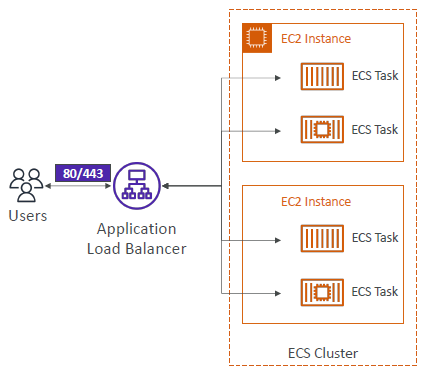 EC2 Instance
ECS Task
ECS Task
80/443
Users
Application
Load Balancer
EC2 Instance
ECS Task
ECS Task
ECS Cluster